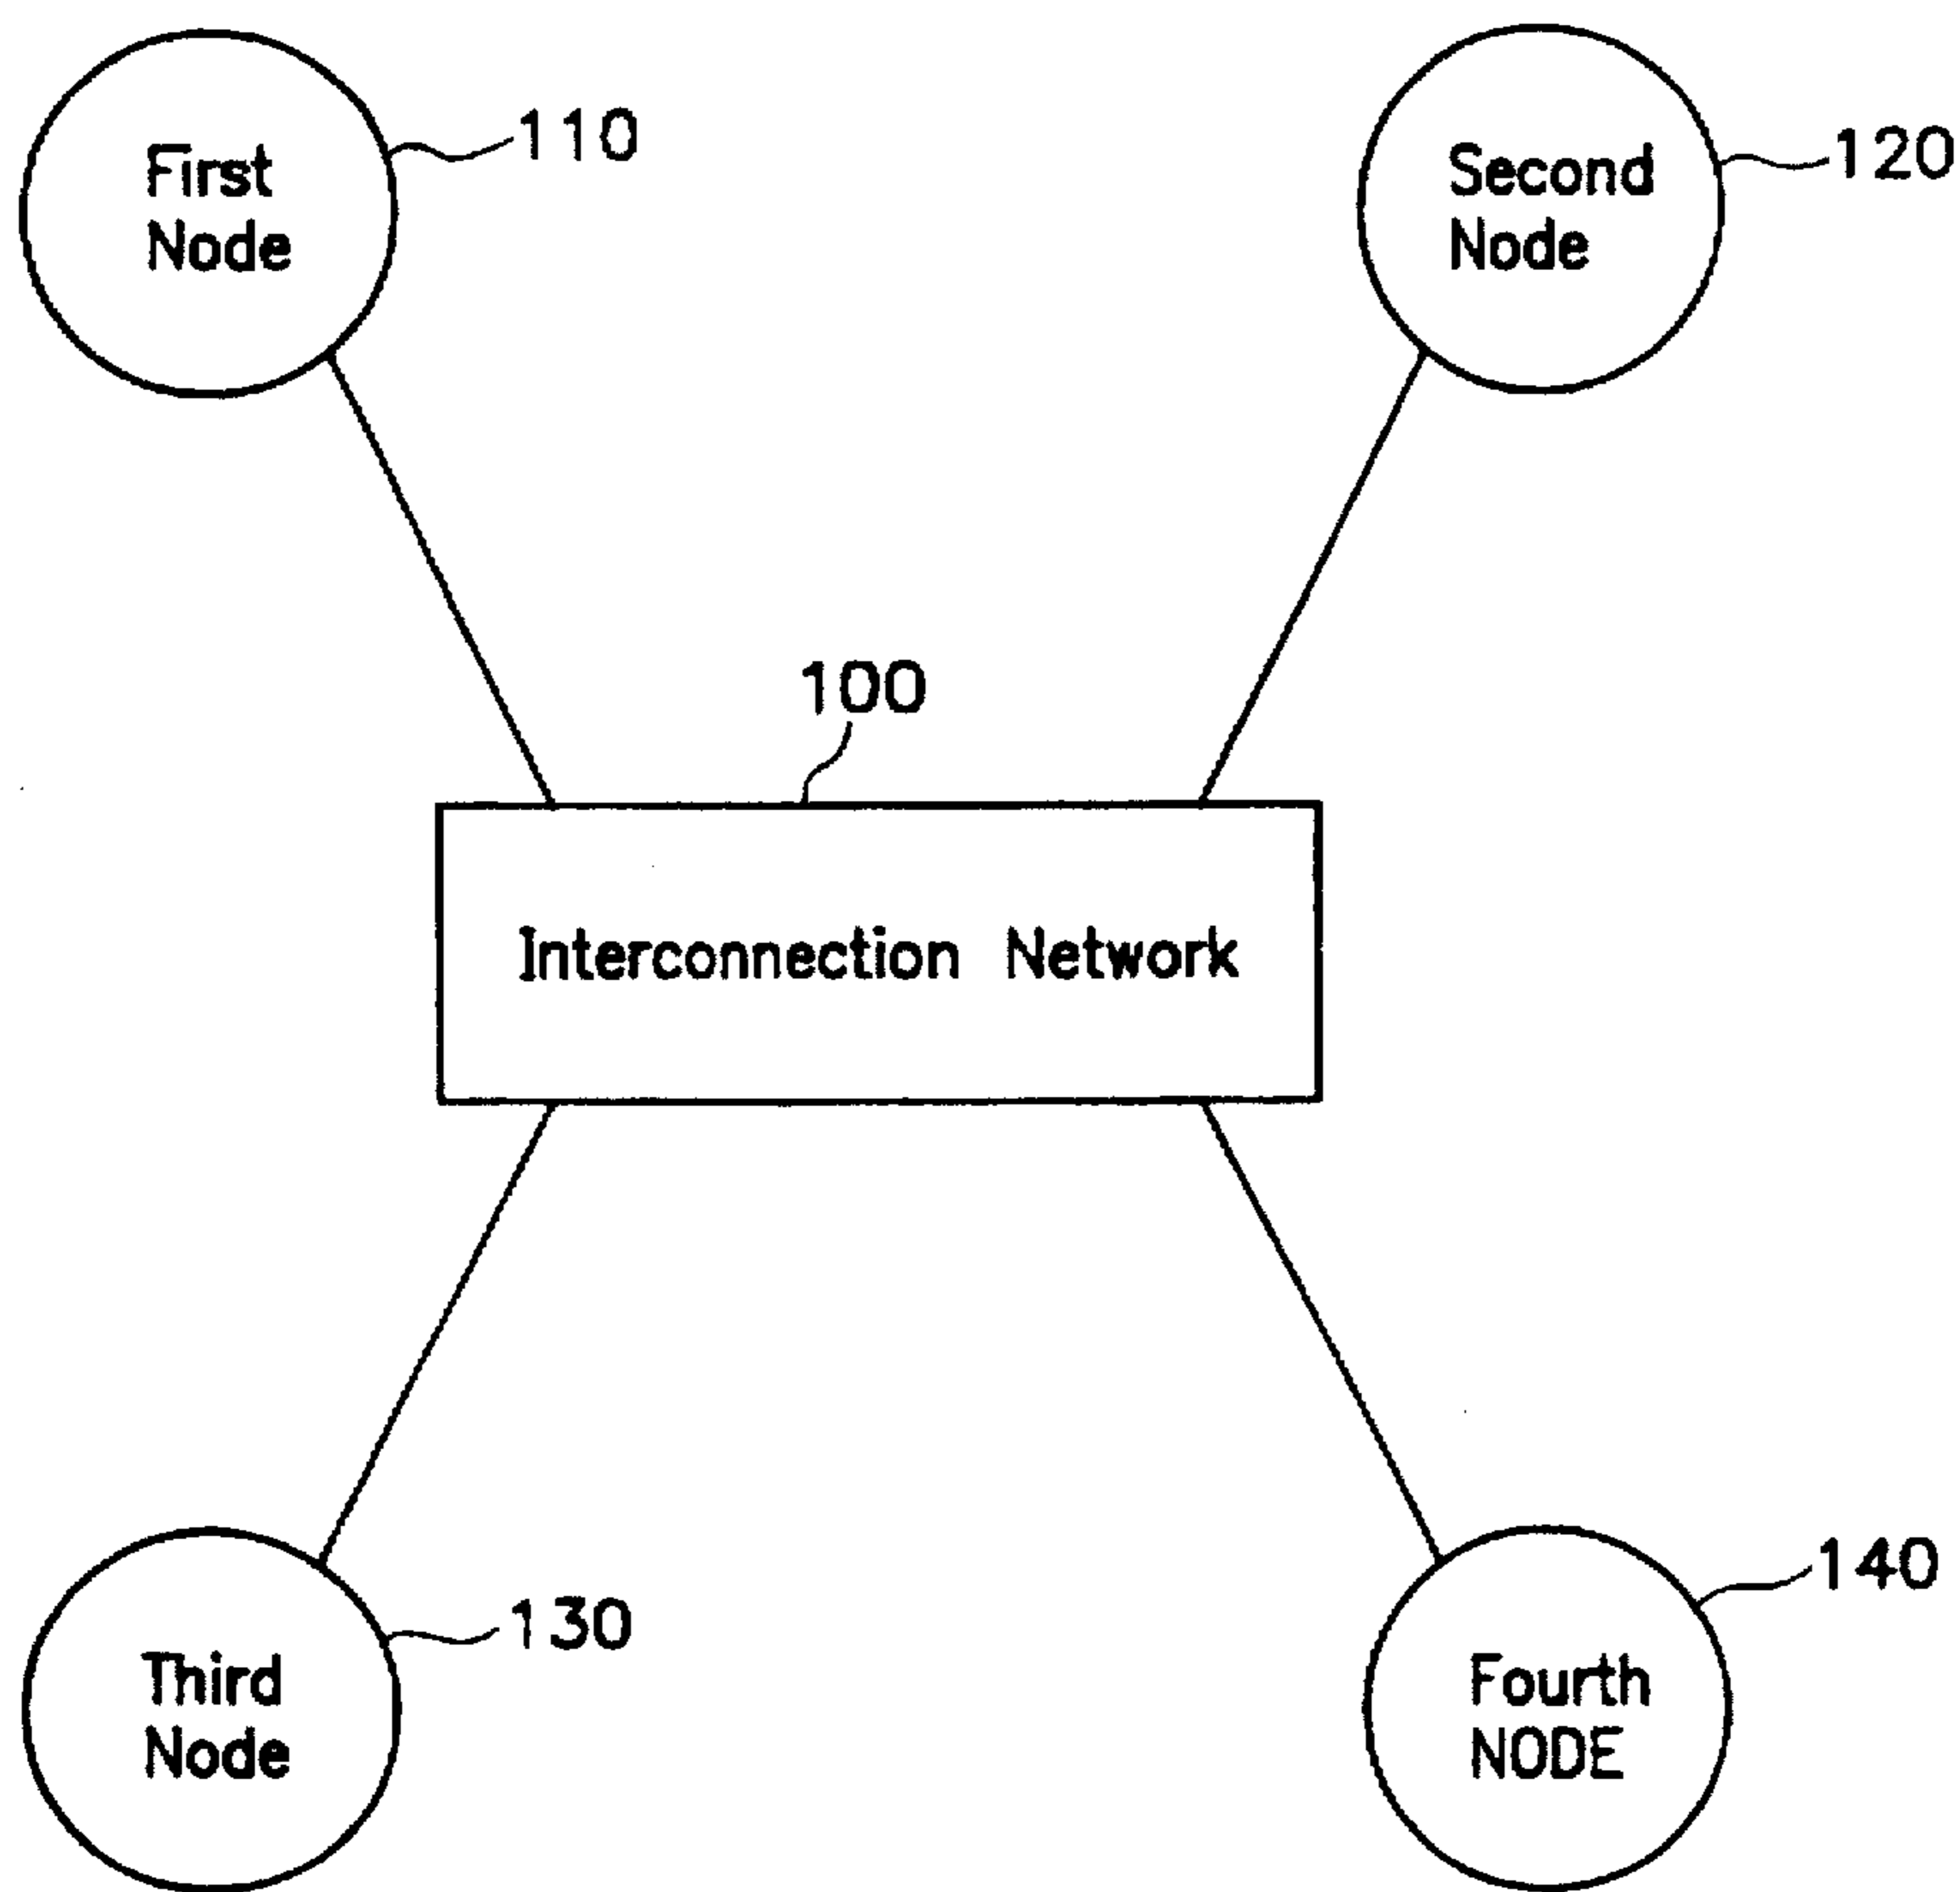 110
First
Node
120
Second
Node
100
Interconnection Network
130
Third
Node
140
Fourth
NODE